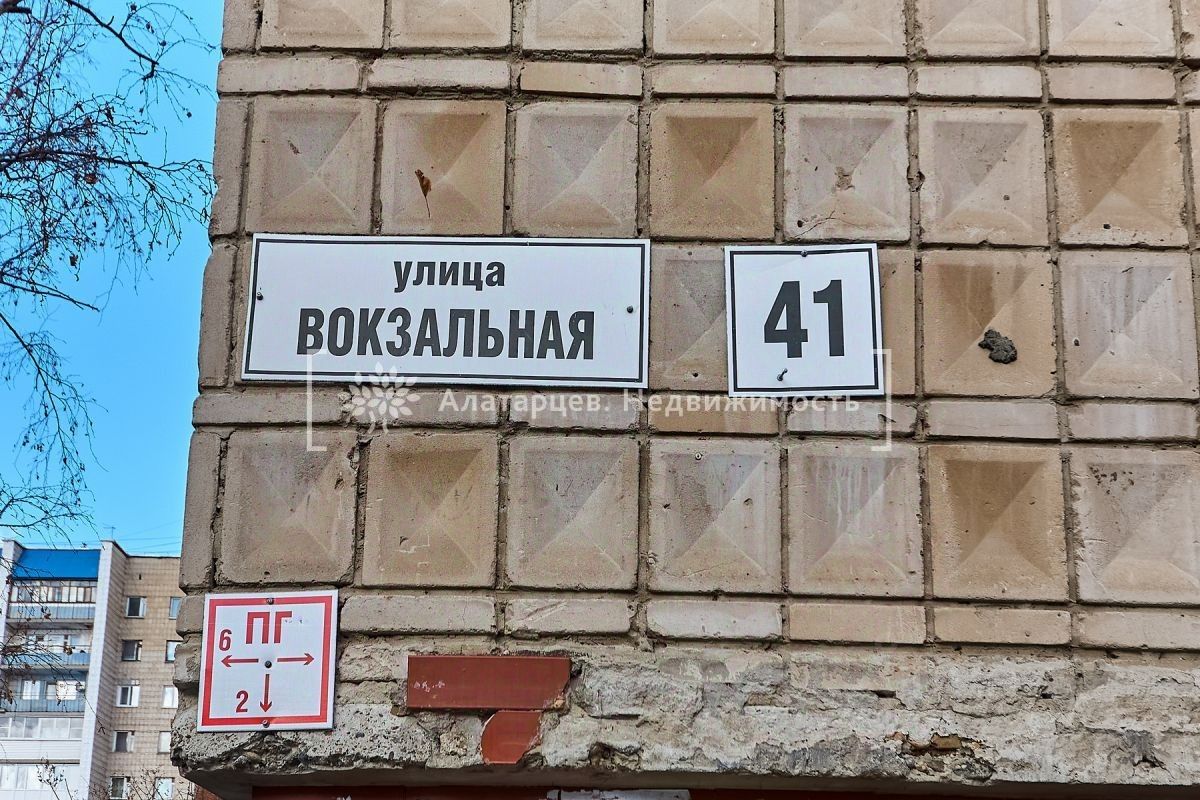 улица
ВОКЗАЛЬНАЯ
41
Алатарцев. Недвижимость
ПГ
6
2